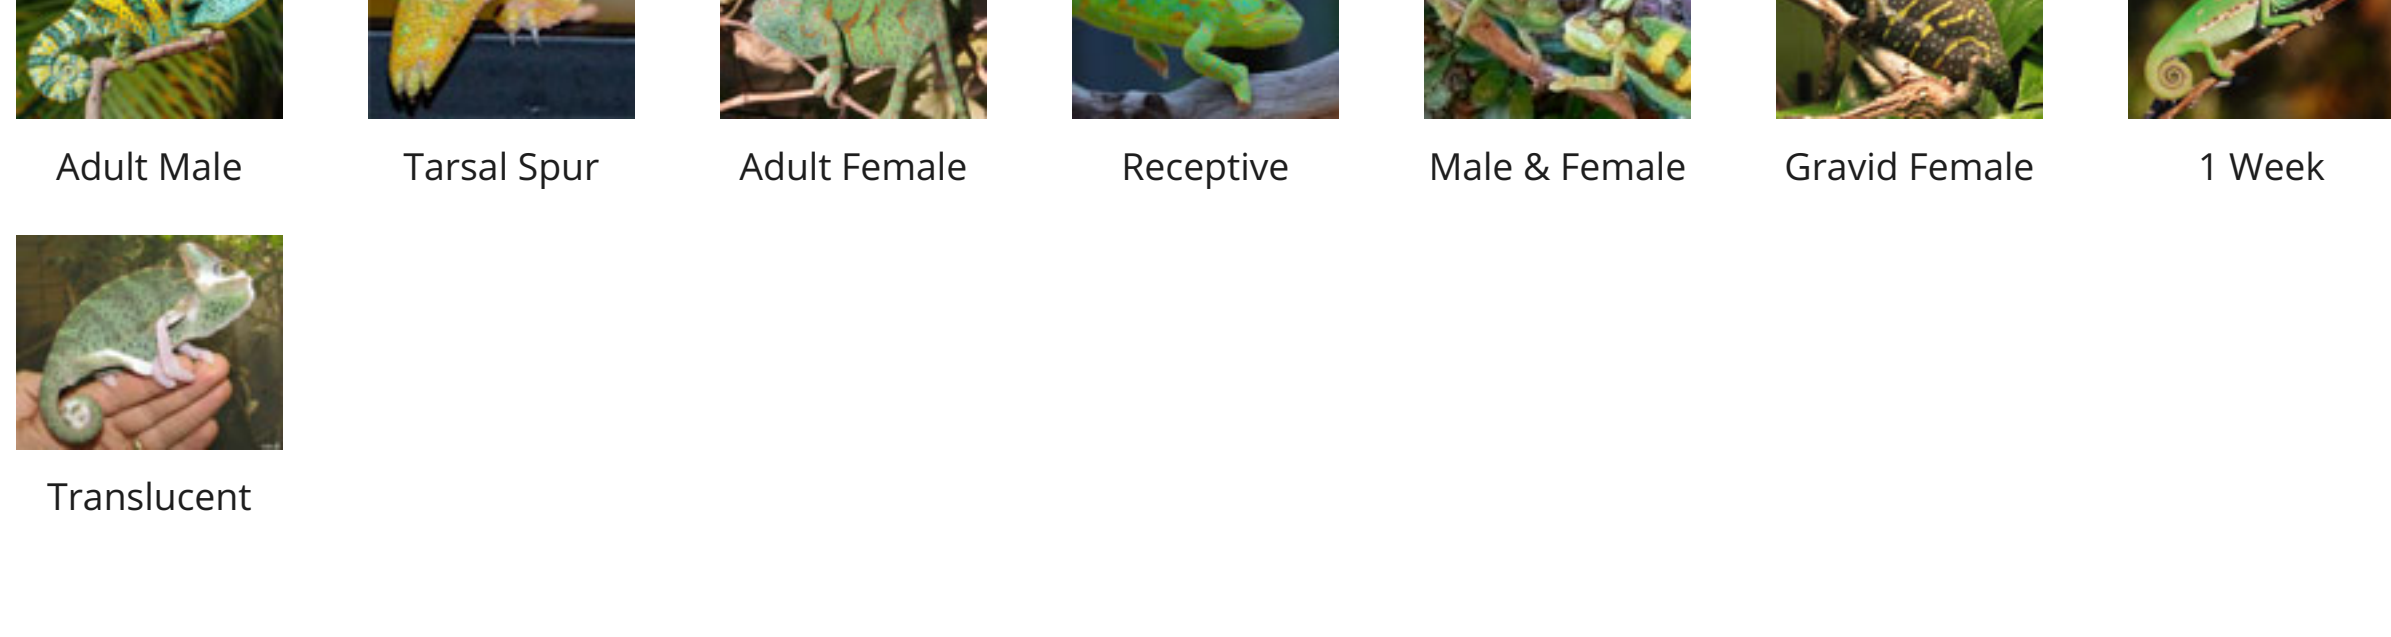 Adult Male
Tarsal Spur
Adult Female
Receptive
Male & Female
Gravid Female
1 Week
Translucent